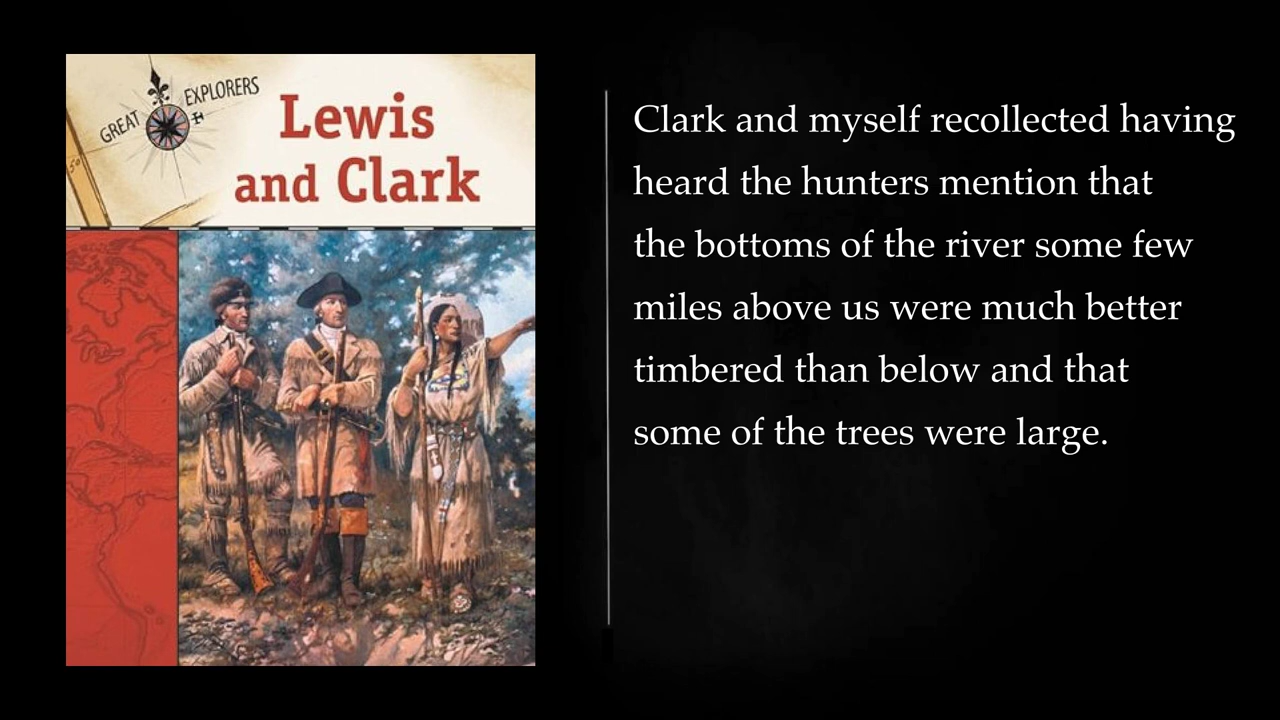 GREAT EXPLORERS
Lewis
and Clark
50
Clark and myself recollected having
heard the hunters mention that
the bottoms of the river some few
miles above us were much better
timbered than below and that
some of the trees were large.